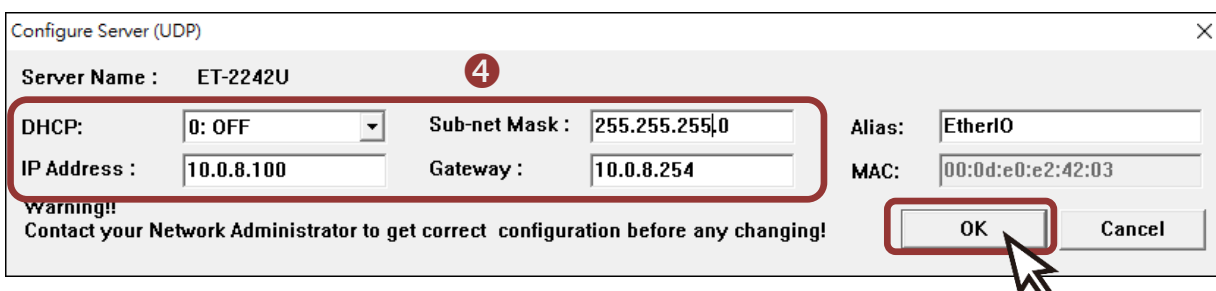 Configure Server (UDP)
Server Name : ET-2242U
4
DHCP: 0: OFF Sub-net Mask : 255.255.255.0 Alias: EtherIO
IP Address : 10.0.8.100 Gateway : 10.0.8.254 MAC: 00:0d:e0:e2:42:03
Warning!!
Contact your Network Administrator to get correct configuration before any changing!
OK Cancel